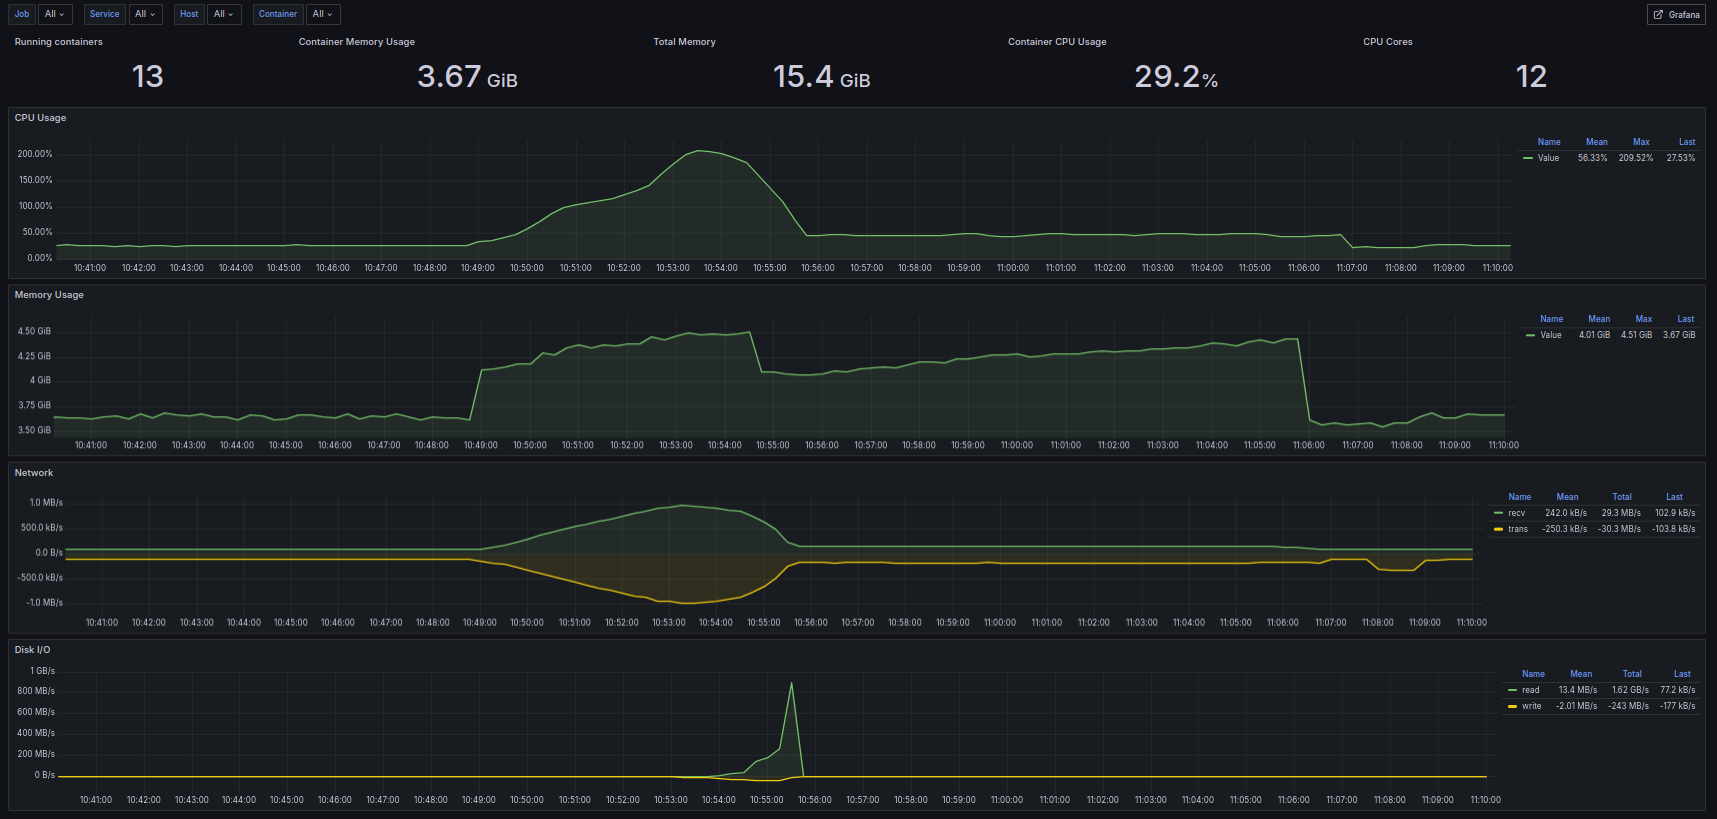 Job All Service All Host All Container All Grafana
Running containers Container Memory Usage Total Memory Container CPU Usage CPU Cores
13 3.67 GiB 15.4 GiB 29.2% 12
CPU Usage
Name Mean Max Last
Value 56.33% 209.52% 27.53%
200.00%
150.00%
100.00%
50.00%
0.00%
10:41:00 10:42:00 10:43:00 10:44:00 10:45:00 10:46:00 10:47:00 10:48:00 10:49:00 10:50:00 10:51:00 10:52:00 10:53:00 10:54:00 10:55:00 10:56:00 10:57:00 10:58:00 10:59:00 11:00:00 11:01:00 11:02:00 11:03:00 11:04:00 11:05:00 11:06:00 11:07:00 11:08:00 11:09:00 11:10:00
Memory Usage
Name Mean Max Last
Value 4.01 GiB 4.51 GiB 3.67 GiB
4.50 GiB
4.25 GiB
4 GiB
3.75 GiB
3.50 GiB
10:41:00 10:42:00 10:43:00 10:44:00 10:45:00 10:46:00 10:47:00 10:48:00 10:49:00 10:50:00 10:51:00 10:52:00 10:53:00 10:54:00 10:55:00 10:56:00 10:57:00 10:58:00 10:59:00 11:00:00 11:01:00 11:02:00 11:03:00 11:04:00 11:05:00 11:06:00 11:07:00 11:08:00 11:09:00 11:10:00
Network
Name Mean Total Last
recv 242.0 kB/s 29.3 MB/s 102.9 kB/s
trans -250.3 kB/s -30.3 MB/s -103.8 kB/s
1.0 MB/s
500.0 kB/s
0.0 B/s
-500.0 kB/s
-1.0 MB/s
10:41:00 10:42:00 10:43:00 10:44:00 10:45:00 10:46:00 10:47:00 10:48:00 10:49:00 10:50:00 10:51:00 10:52:00 10:53:00 10:54:00 10:55:00 10:56:00 10:57:00 10:58:00 10:59:00 11:00:00 11:01:00 11:02:00 11:03:00 11:04:00 11:05:00 11:06:00 11:07:00 11:08:00 11:09:00 11:10:00
Disk I/O
Name Mean Total Last
read 13.4 MB/s 1.62 GB/s 77.2 kB/s
write -2.01 MB/s -243 MB/s -177 kB/s
1 GB/s
800 MB/s
600 MB/s
400 MB/s
200 MB/s
0 B/s
10:41:00 10:42:00 10:43:00 10:44:00 10:45:00 10:46:00 10:47:00 10:48:00 10:49:00 10:50:00 10:51:00 10:52:00 10:53:00 10:54:00 10:55:00 10:56:00 10:57:00 10:58:00 10:59:00 11:00:00 11:01:00 11:02:00 11:03:00 11:04:00 11:05:00 11:06:00 11:07:00 11:08:00 11:09:00 11:10:00